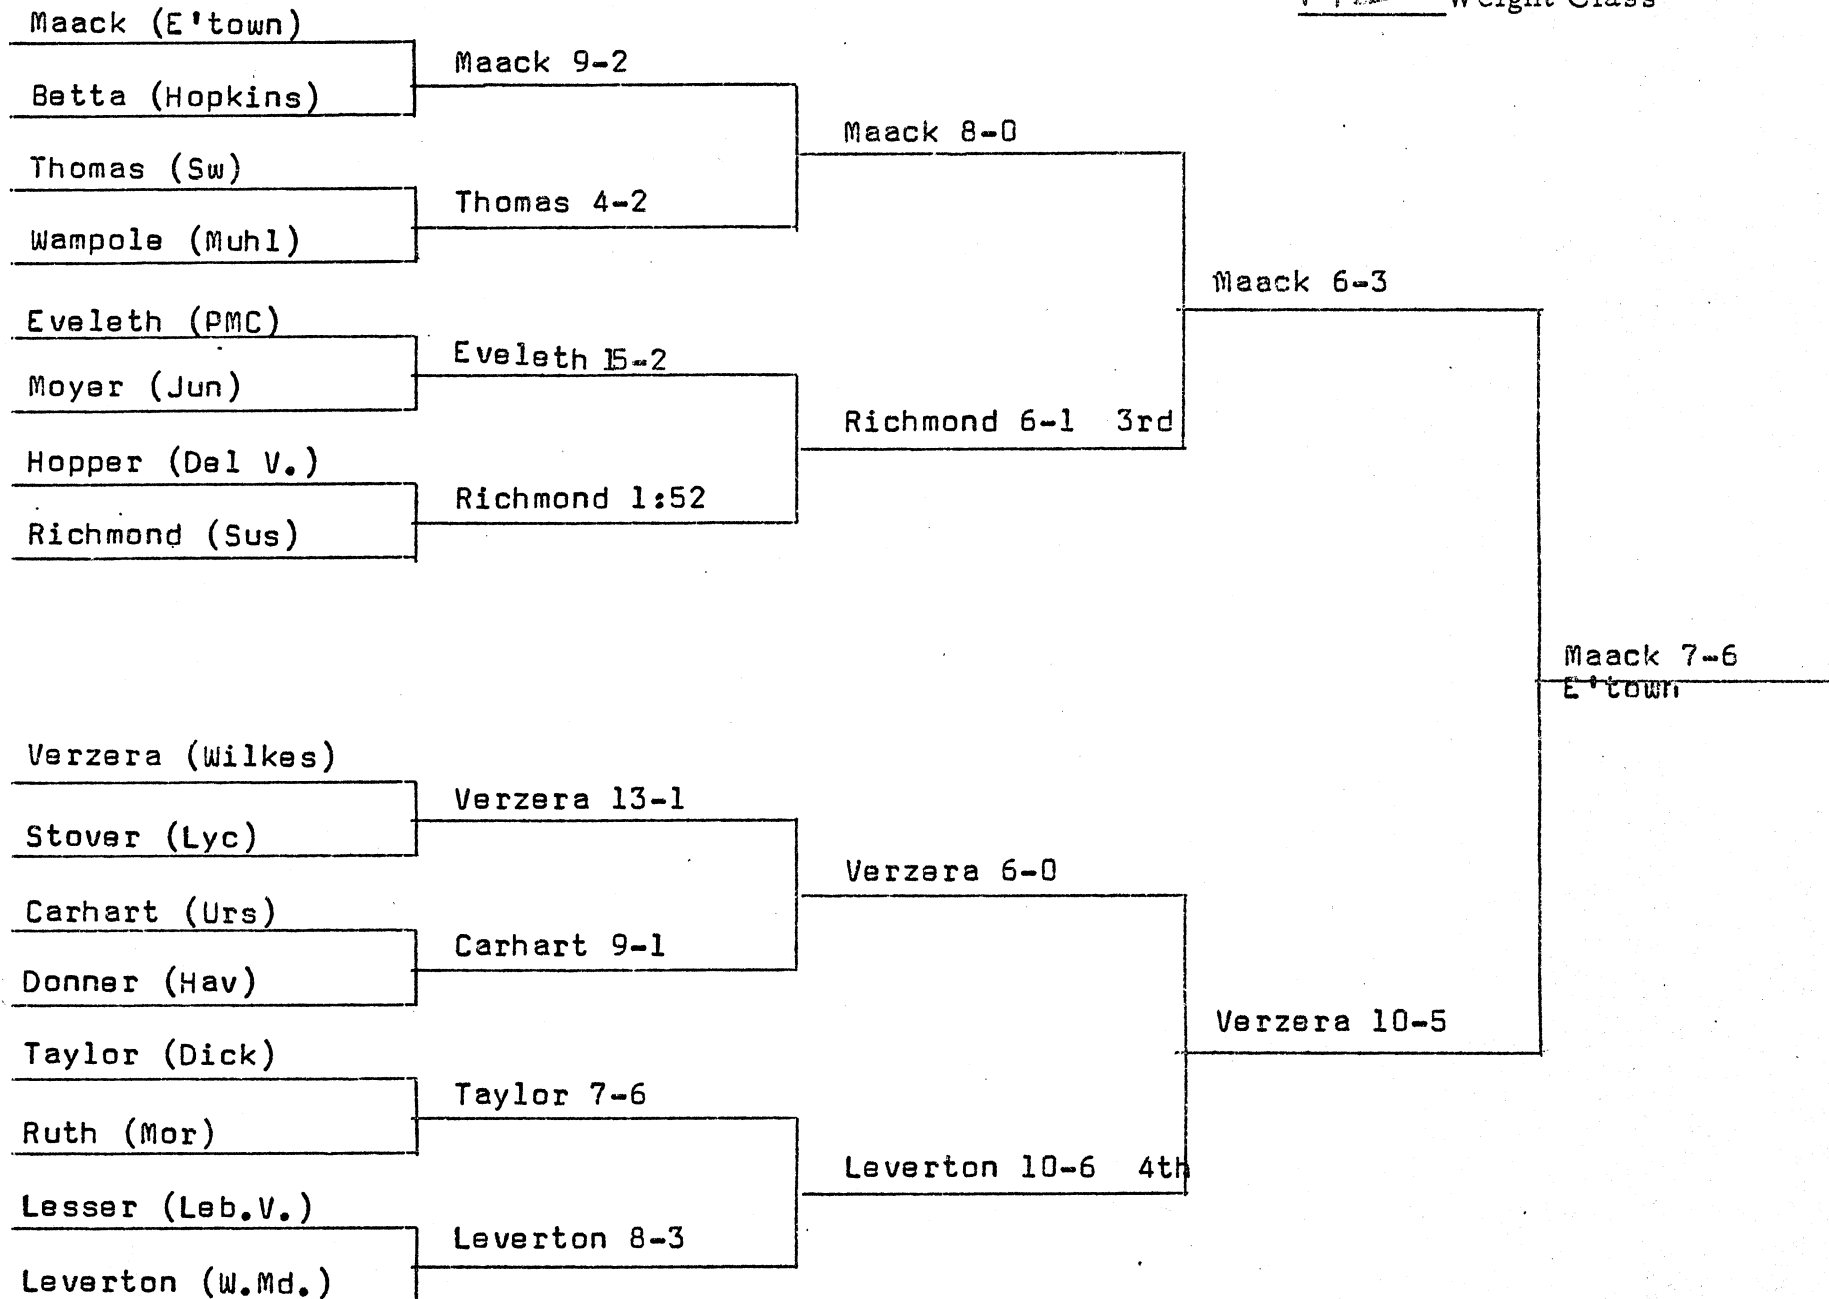 Weight Class
Maack (E'town)
Betta (Hopkins)
Thomas (Sw)
Wampole (Muhl)
Eveleth (PMC)
Moyer (Jun)
Hopper (Del V.)
Richmond (Sus)
Verzera (Wilkes)
Stover (Lyc)
Carhart (Urs)
Donner (Hav)
Taylor (Dick)
Ruth (Mor)
Lesser (Leb.V.)
Leverton (W.Md.)
Maack 9-2
Thomas 4-2
Eveleth 15-2
Richmond 1:52
Verzera 13-1
Carhart 9-1
Taylor 7-6
Leverton 8-3
Maack 8-0
Richmond 6-1 3rd
Verzera 6-0
Leverton 10-6 4th
Maack 6-3
Verzera 10-5
Maack 7-6
E'town